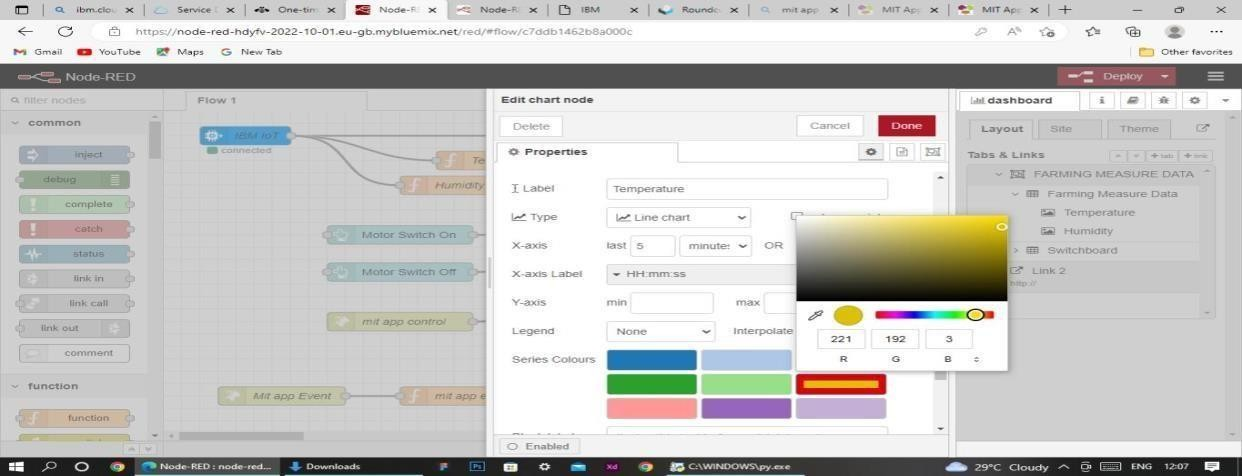 ibm.clou
Service D
One-tim
Node-R
Node-RE
IBM
Roundc
mit app
MIT App
MIT App
https://node-red-hdyfv-2022-10-01.eu-gb.mybluemix.net/red/#flow/c7ddb1462b8a000c
Gmail YouTube Maps New Tab Other favorites
Node-RED Deploy
filter nodes
common
inject
debug
complete
catch
status
link in
link call
link out
comment
function
function
Flow 1
IBM IoT
connected
Te
Humidity
Motor Switch On
Motor Switch Off
mit app control
Mit app Event
mit app e
Edit chart node
Delete Cancel Done
Properties
Label Temperature
Type Line chart
X-axis last 5 minute: OR
X-axis Label HH:mm:ss
Y-axis min max
Legend None Interpolate
Series Colours
221 192 3
R G B
Enabled
dashboard
Layout Site Theme
Tabs & Links +tab +link
FARMING MEASURE DATA
Farming Measure Data
Temperature
Humidity
Switchboard
Link 2
http://
Node-RED : node-red... Downloads Ps Xd C:\WINDOWS\py.exe 29°C Cloudy ENG 12:07